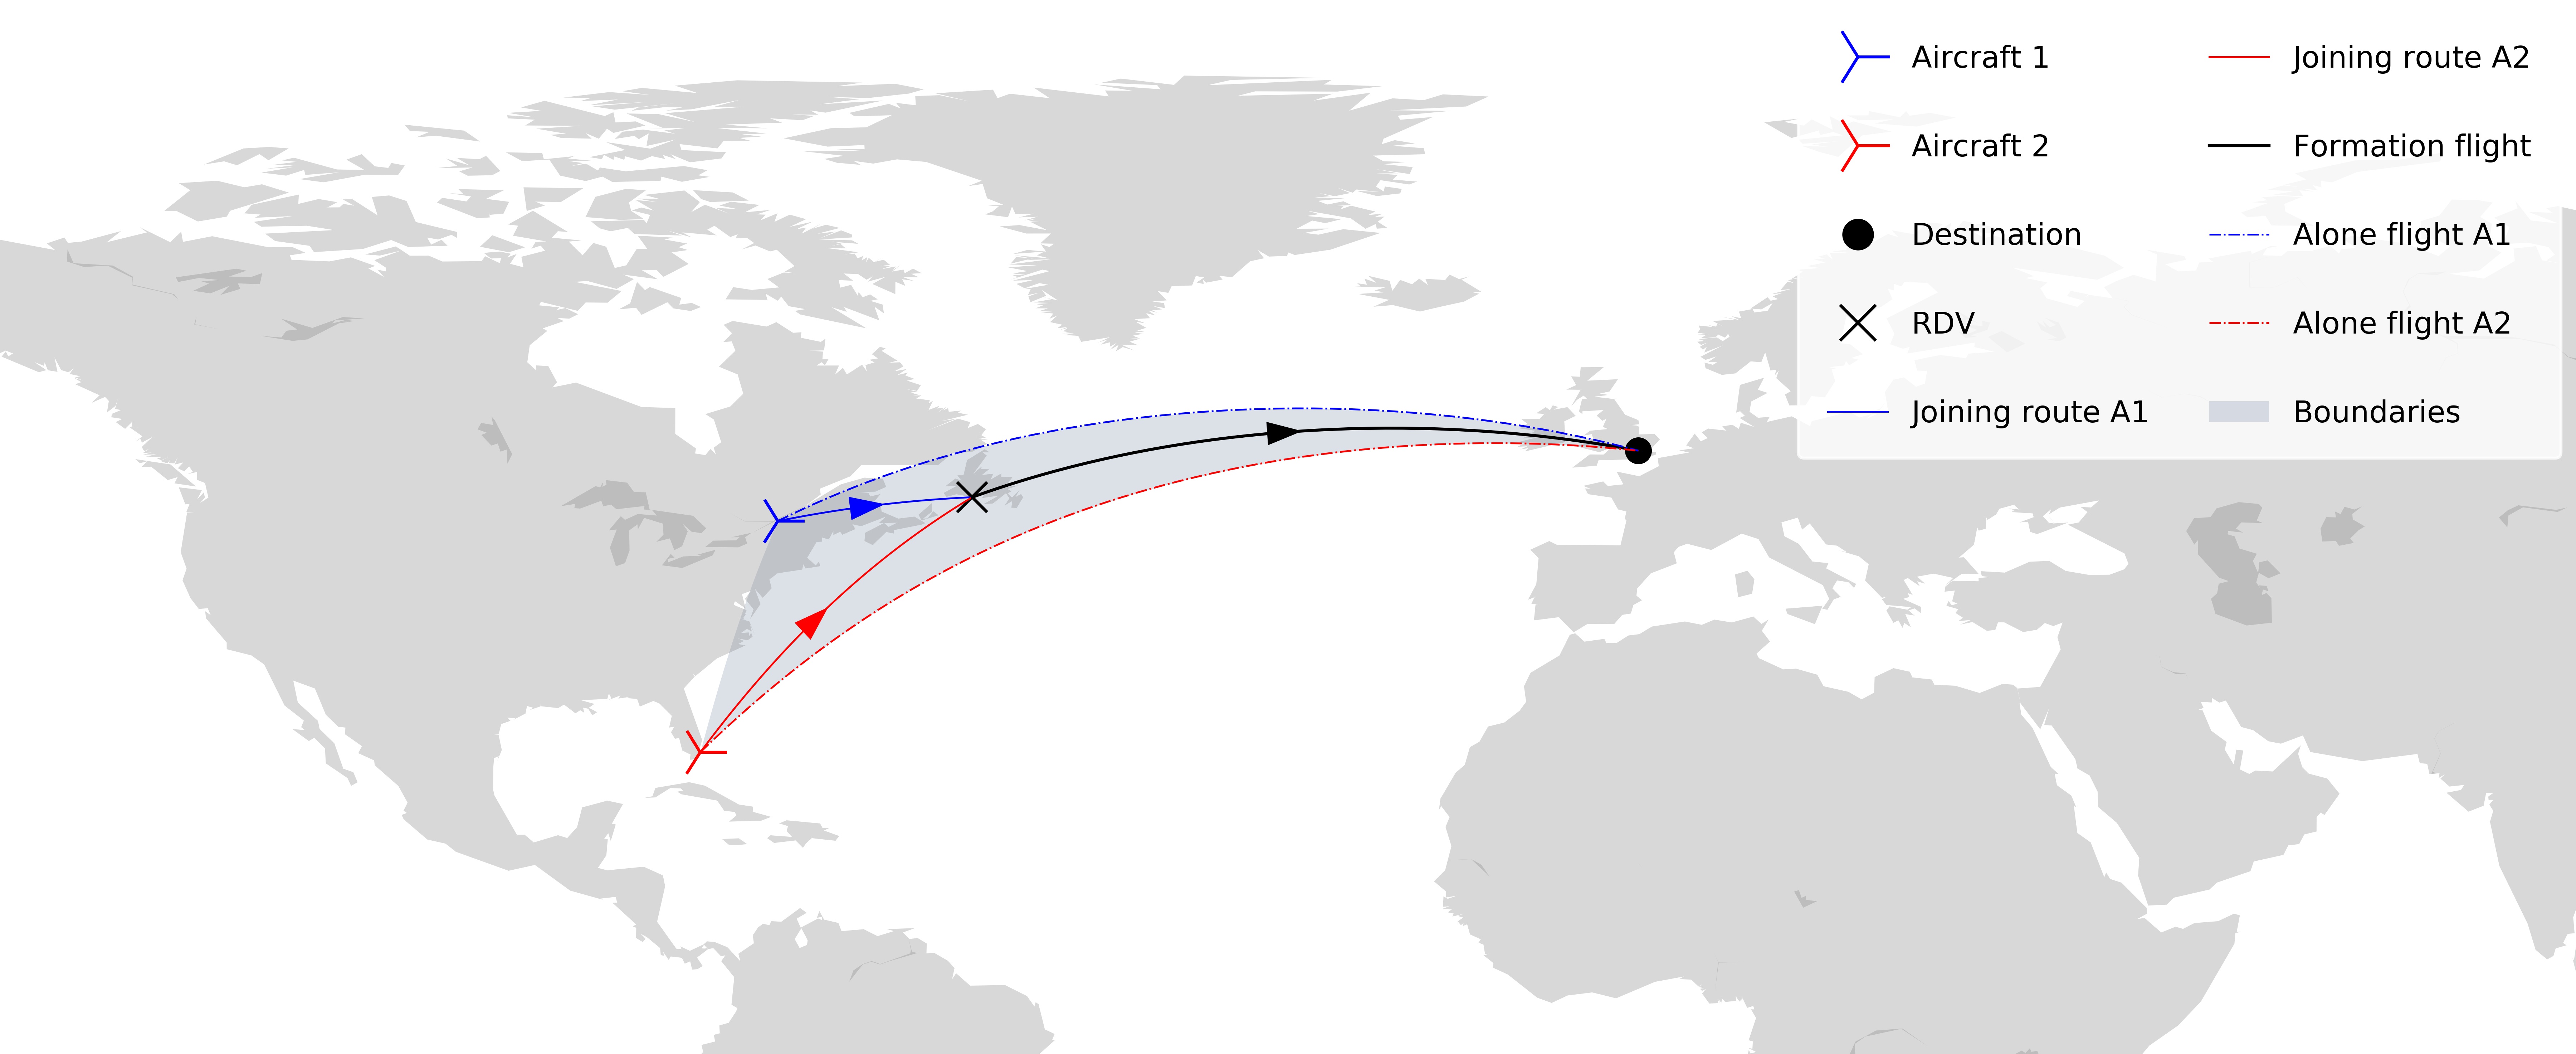 Aircraft 1
Aircraft 2
Destination
RDV
Joining route A1
Joining route A2
Formation flight
Alone flight A1
Alone flight A2
Boundaries